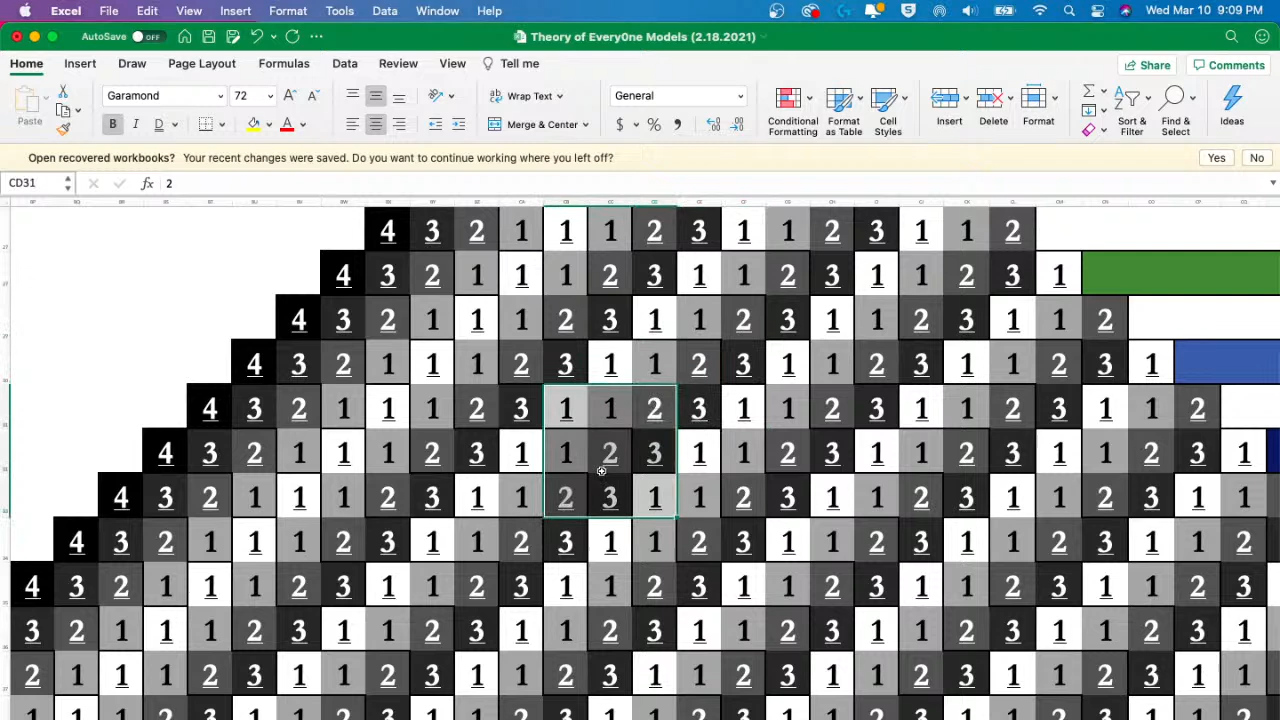 Excel File Edit View Insert Format Tools Data Window Help Wed Mar 10 9:09 PM
AutoSave OFF Theory of EveryOne Models (2.18.2021)
Home Insert Draw Page Layout Formulas Data Review View Tell me Share Comments
Paste Garamond 72 Wrap Text General Conditional Formatting Format as Table Cell Styles Insert Delete Format Sort & Filter Find & Select Ideas
B I D A Merge & Center $ % ,
Open recovered workbooks? Your recent changes were saved. Do you want to continue working where you left off? Yes No
CD31 fx 2
4 3 2 1 1 1 2 3 1 1 2 3 1 1 2
4 3 2 1 1 1 2 3 1 1 2 3 1 1 2 3 1
4 3 2 1 1 1 2 3 1 1 2 3 1 1 2 3 1 1 2
4 3 2 1 1 1 2 3 1 1 2 3 1 1 2 3 1 1 2 3 1
4 3 2 1 1 1 2 3 1 1 2 3 1 1 2 3 1 1 2 3 1 1 2
4 3 2 1 1 1 2 3 1 1 2 3 1 1 2 3 1 1 2 3 1 1 2 3 1
4 3 2 1 1 1 2 3 1 1 2 3 1 1 2 3 1 1 2 3 1 1 2 3 1 1
4 3 2 1 1 1 2 3 1 1 2 3 1 1 2 3 1 1 2 3 1 1 2 3 1 1 2
4 3 2 1 1 1 2 3 1 1 2 3 1 1 2 3 1 1 2 3 1 1 2 3 1 1 2 3
3 2 1 1 1 2 3 1 1 2 3 1 1 2 3 1 1 2 3 1 1 2 3 1 1 2 3 1
2 1 1 1 2 3 1 1 2 3 1 1 2 3 1 1 2 3 1 1 2 3 1 1 2 3 1 1